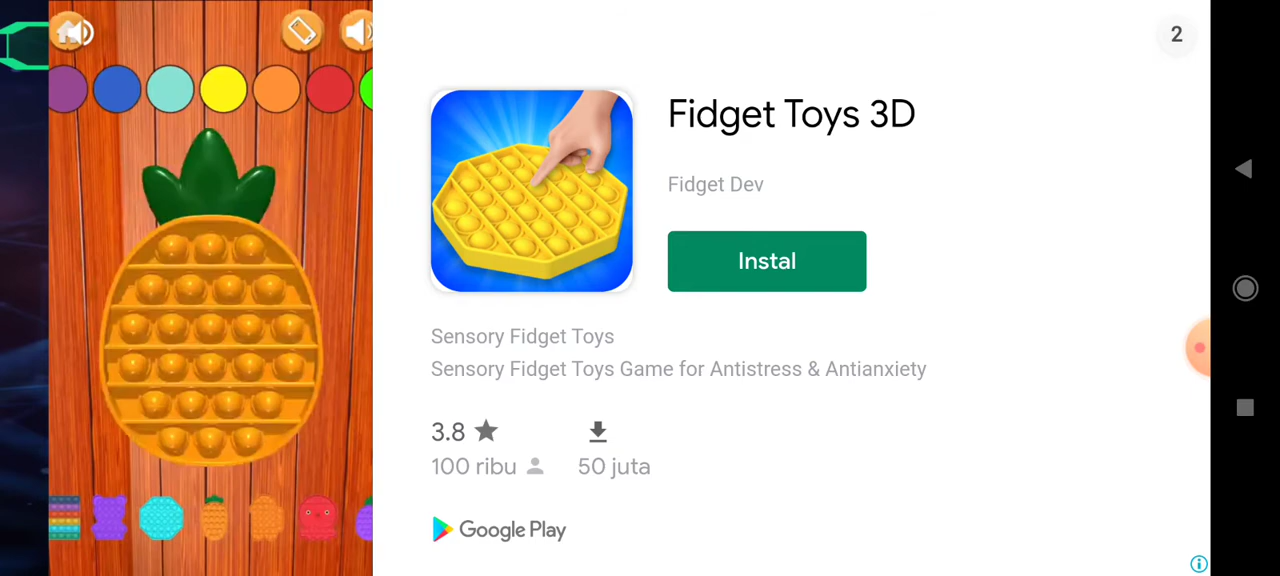 2
Fidget Toys 3D
Fidget Dev
Instal
Sensory Fidget Toys
Sensory Fidget Toys Game for Antistress & Antianxiety
3.8
100 ribu
50 juta
Google Play